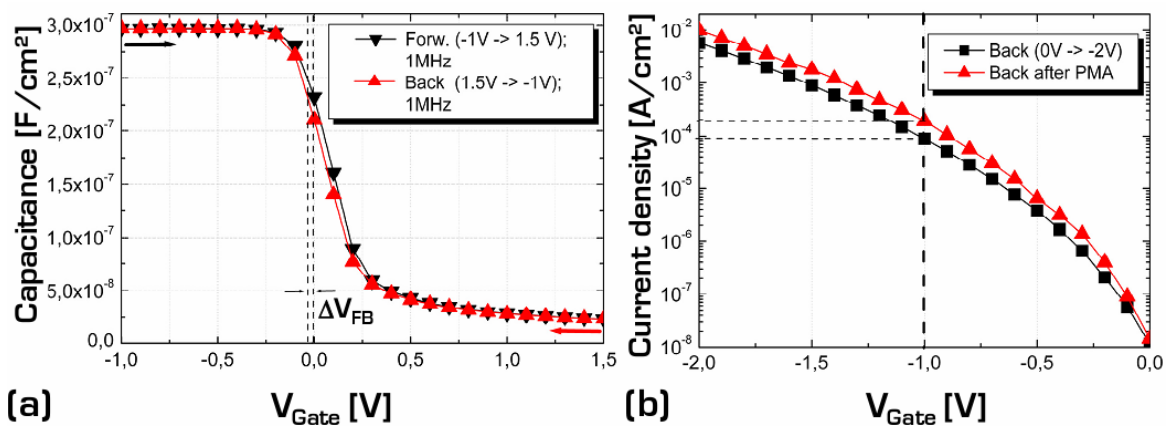 Capacitance [F/cm²]
3,0x10⁻⁷
2,5x10⁻⁷
2,0x10⁻⁷
1,5x10⁻⁷
1,0x10⁻⁷
5,0x10⁻⁸
0,0
Forw. (-1V -> 1.5 V);
1MHz
Back (1.5V -> -1V);
1MHz
ΔV_FB
-1,0 -0,5 0,0 0,5 1,0 1,5
(a)
V_Gate [V]
Current density [A/cm²]
10⁻²
10⁻³
10⁻⁴
10⁻⁵
10⁻⁶
10⁻⁷
10⁻⁸
Back (0V -> -2V)
Back after PMA
-2,0 -1,5 -1,0 -0,5 0,0
(b)
V_Gate [V]